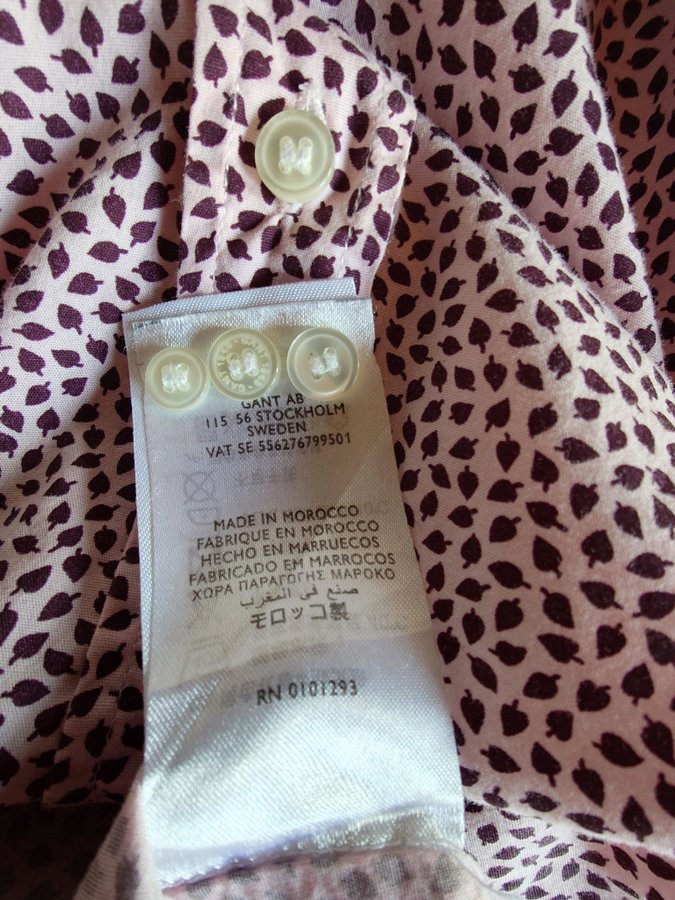 GANT AB
115 56 STOCKHOLM
SWEDEN
VAT SE 556276799501
MADE IN MOROCCO
FABRIQUE EN MOROCCO
HECHO EN MARRUECOS
FABRICADO EM MARROCOS
ΧΩΡΑ ΠΑΡΑΓΩΓΗΣ ΜΑΡΟΚΟ
صنع في المغرب
モロッコ製
RN 0101293